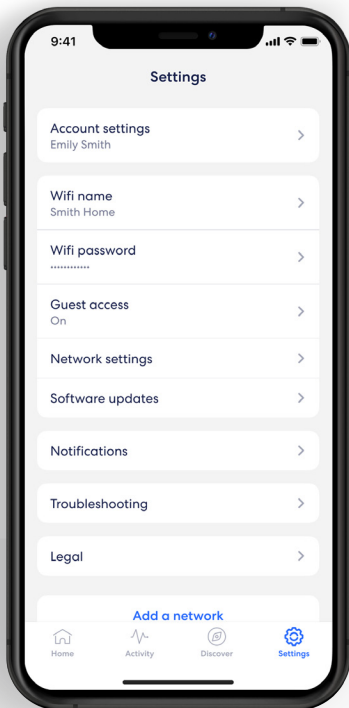 9:41
Settings
Account settings
Emily Smith
Wifi name
Smith Home
Wifi password
••••••••••••
Guest access
On
Network settings
Software updates
Notifications
Troubleshooting
Legal
Add a network
Home Activity Discover Settings